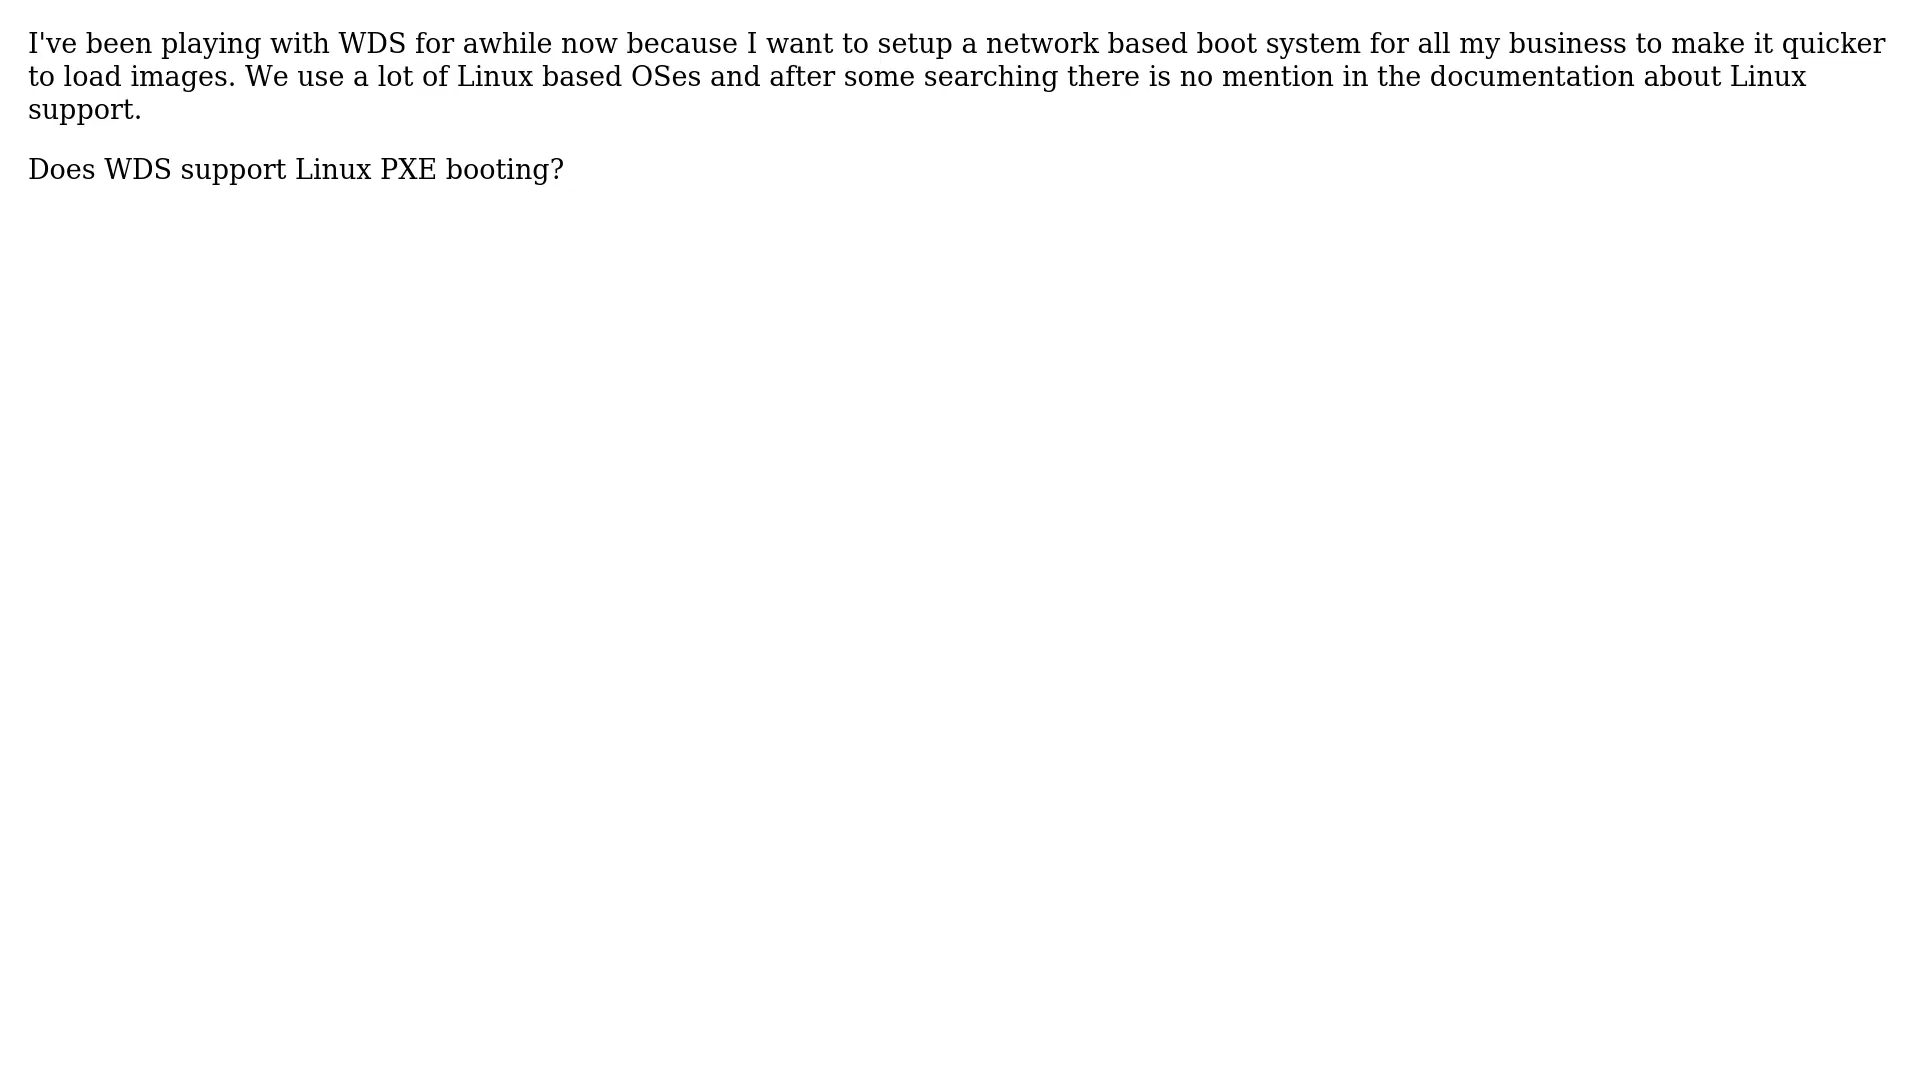 I've been playing with WDS for awhile now because I want to setup a network based boot system for all my business to make it quicker
to load images. We use a lot of Linux based OSes and after some searching there is no mention in the documentation about Linux
support.
Does WDS support Linux PXE booting?